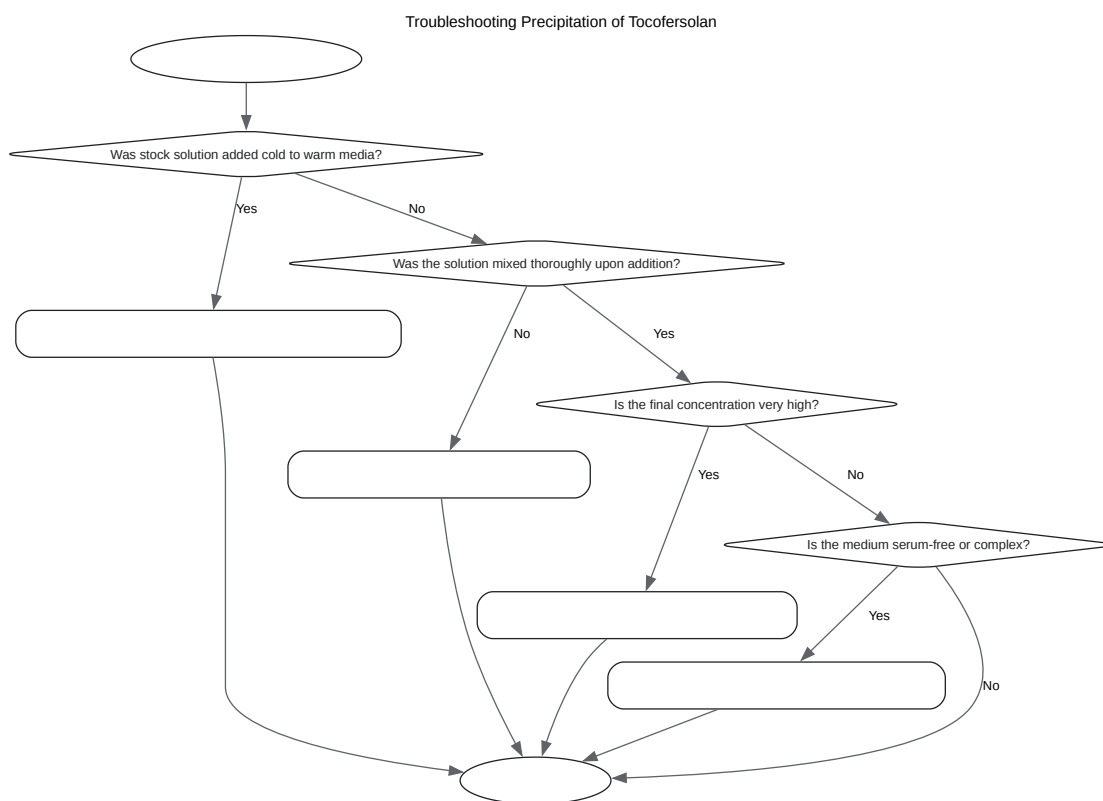 Troubleshooting Precipitation of Tocofersolan
Was stock solution added cold to warm media?
Yes
No
Was the solution mixed thoroughly upon addition?
No
Yes
Is the final concentration very high?
Yes
No
Is the medium serum-free or complex?
Yes
No